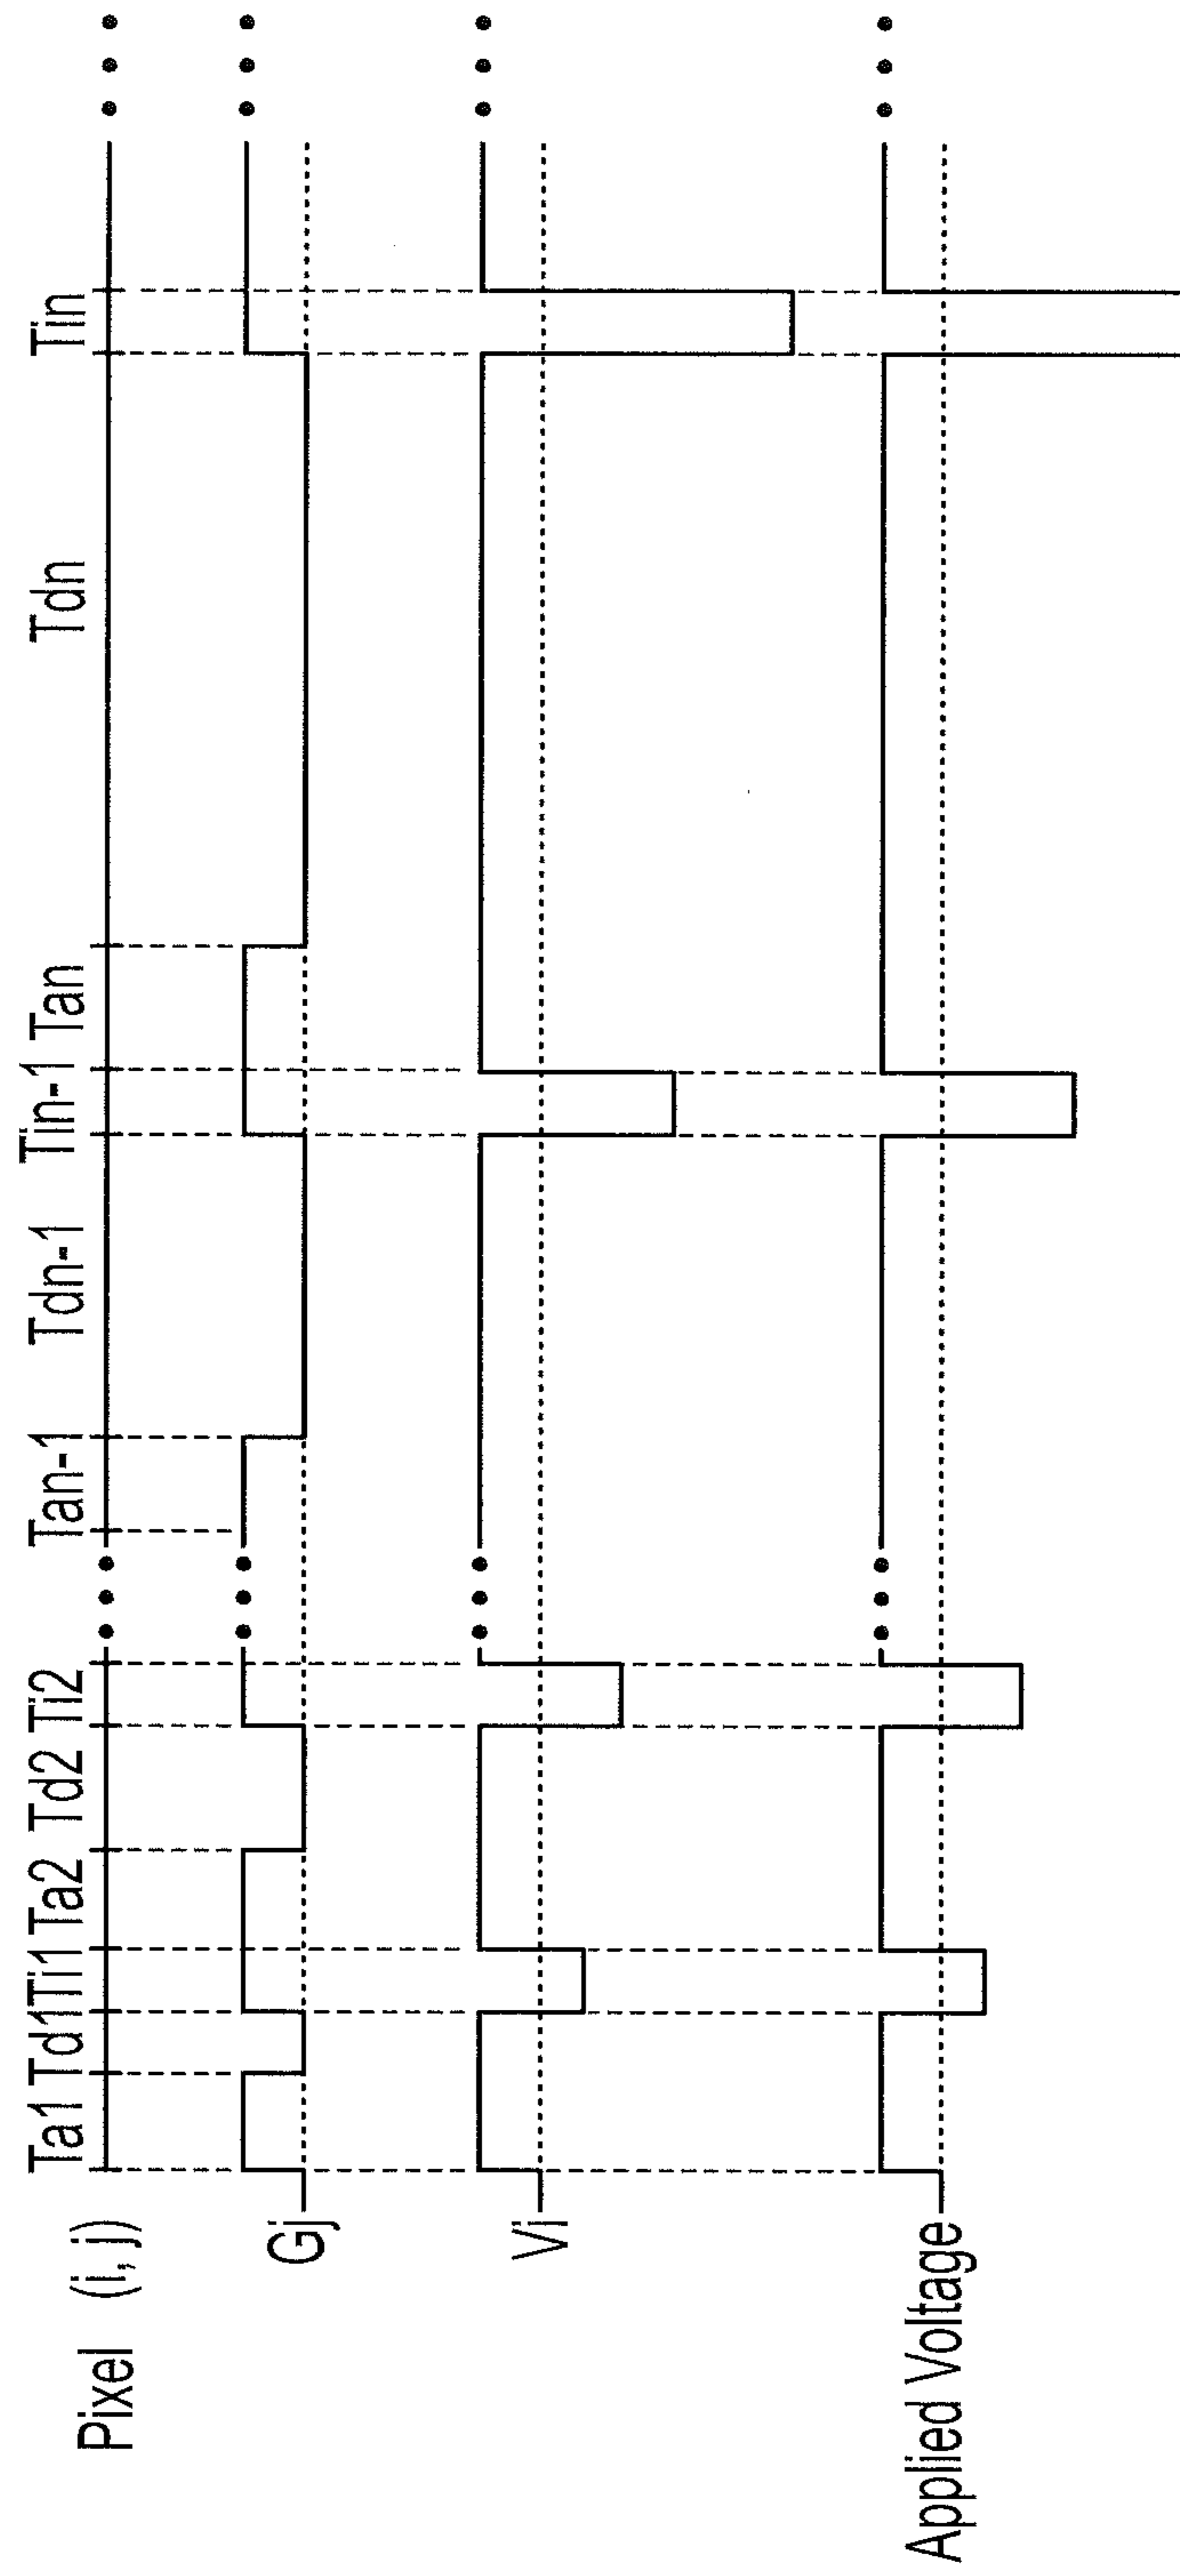 Pixel (i, j)
Ta1 Td1 Ti1 Ta2 Td2 Ti2 Tan-1 Tdn-1 Tin-1 Tan Tdn Tin
Gj
Vi
Applied Voltage